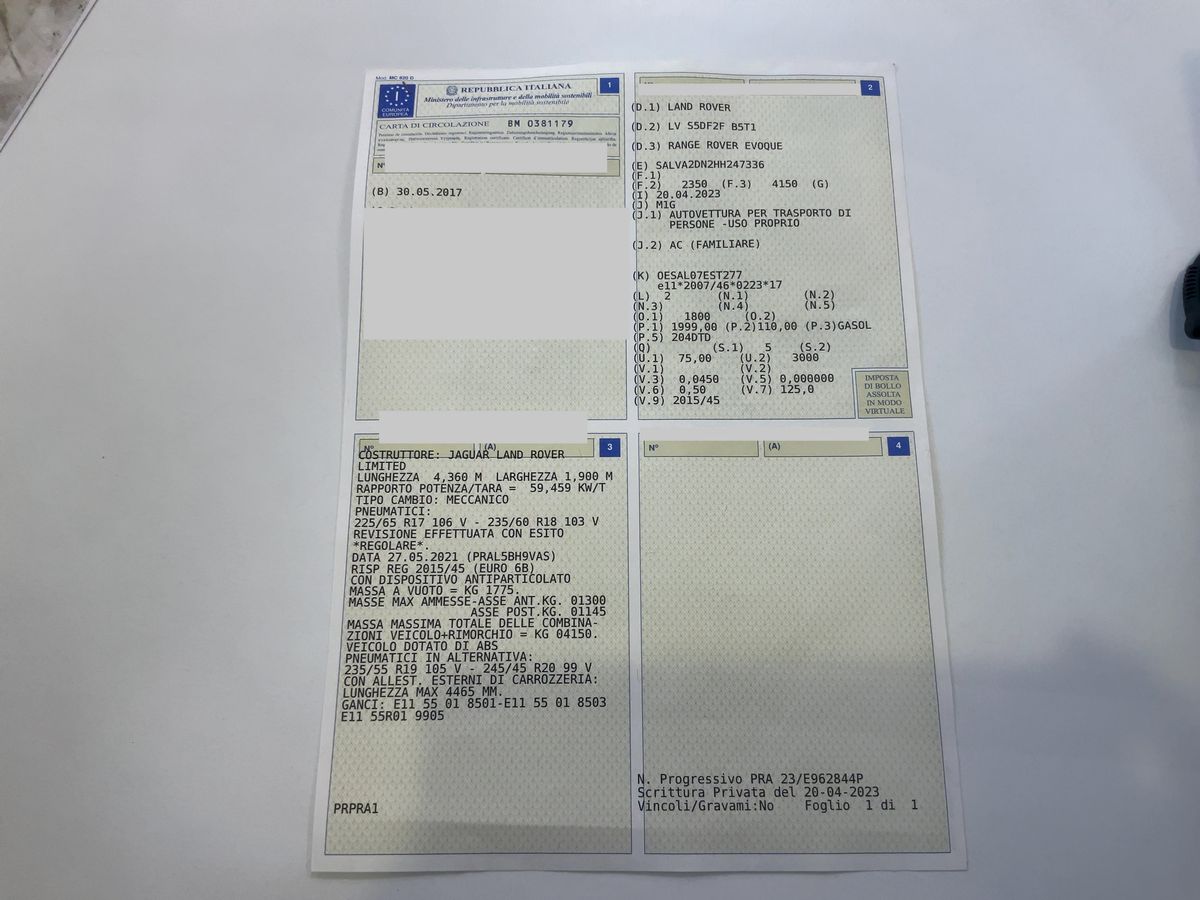 Mod. MC 820 G
REPUBBLICA ITALIANA
Ministero delle infrastrutture e della mobilità sostenibili
Dipartimento per la mobilità sostenibile
I
COMUNITÀ
EUROPEA
1
CARTA DI CIRCOLAZIONE BM 0381179
N°
(B) 30.05.2017
2
(D.1) LAND ROVER
(D.2) LV S5DF2F B5T1
(D.3) RANGE ROVER EVOQUE
(E) SALVA2DN2HH247336
(F.1)
(F.2) 2350 (F.3) 4150 (G)
(I) 20.04.2023
(J) M1G
(J.1) AUTOVETTURA PER TRASPORTO DI
PERSONE -USO PROPRIO
(J.2) AC (FAMILIARE)
(K) OESAL07EST277
e11*2007/46*0223*17
(L) 2 (N.1) (N.2)
(N.3) (N.4) (N.5)
(O.1) 1800 (O.2)
(P.1) 1999,00 (P.2)110,00 (P.3)GASOL
(P.5) 204DTD
(Q) (S.1) 5 (S.2)
(U.1) 75,00 (U.2) 3000
(V.1) (V.2)
(V.3) 0,0450 (V.5) 0,000000
(V.6) 0,50 (V.7) 125,0
(V.9) 2015/45
IMPOSTA
DI BOLLO
ASSOLTA
IN MODO
VIRTUALE
N° (A) 3
COSTRUTTORE: JAGUAR LAND ROVER
LIMITED
LUNGHEZZA 4,360 M LARGHEZZA 1,900 M
RAPPORTO POTENZA/TARA = 59,459 KW/T
TIPO CAMBIO: MECCANICO
PNEUMATICI:
225/65 R17 106 V - 235/60 R18 103 V
REVISIONE EFFETTUATA CON ESITO
*REGOLARE*.
DATA 27.05.2021 (PRAL5BH9VAS)
RISP REG 2015/45 (EURO 6B)
CON DISPOSITIVO ANTIPARTICOLATO
MASSA A VUOTO = KG 1775.
MASSE MAX AMMESSE-ASSE ANT.KG. 01300
ASSE POST.KG. 01145
MASSA MASSIMA TOTALE DELLE COMBINA-
ZIONI VEICOLO+RIMORCHIO = KG 04150.
VEICOLO DOTATO DI ABS
PNEUMATICI IN ALTERNATIVA:
235/55 R19 105 V - 245/45 R20 99 V
CON ALLEST. ESTERNI DI CARROZZERIA:
LUNGHEZZA MAX 4465 MM.
GANCI: E11 55 01 8501-E11 55 01 8503
E11 55R01 9905
PRPRA1
N° (A) 4
N. Progressivo PRA 23/E962844P
Scrittura Privata del 20-04-2023
Vincoli/Gravami:No Foglio 1 di 1